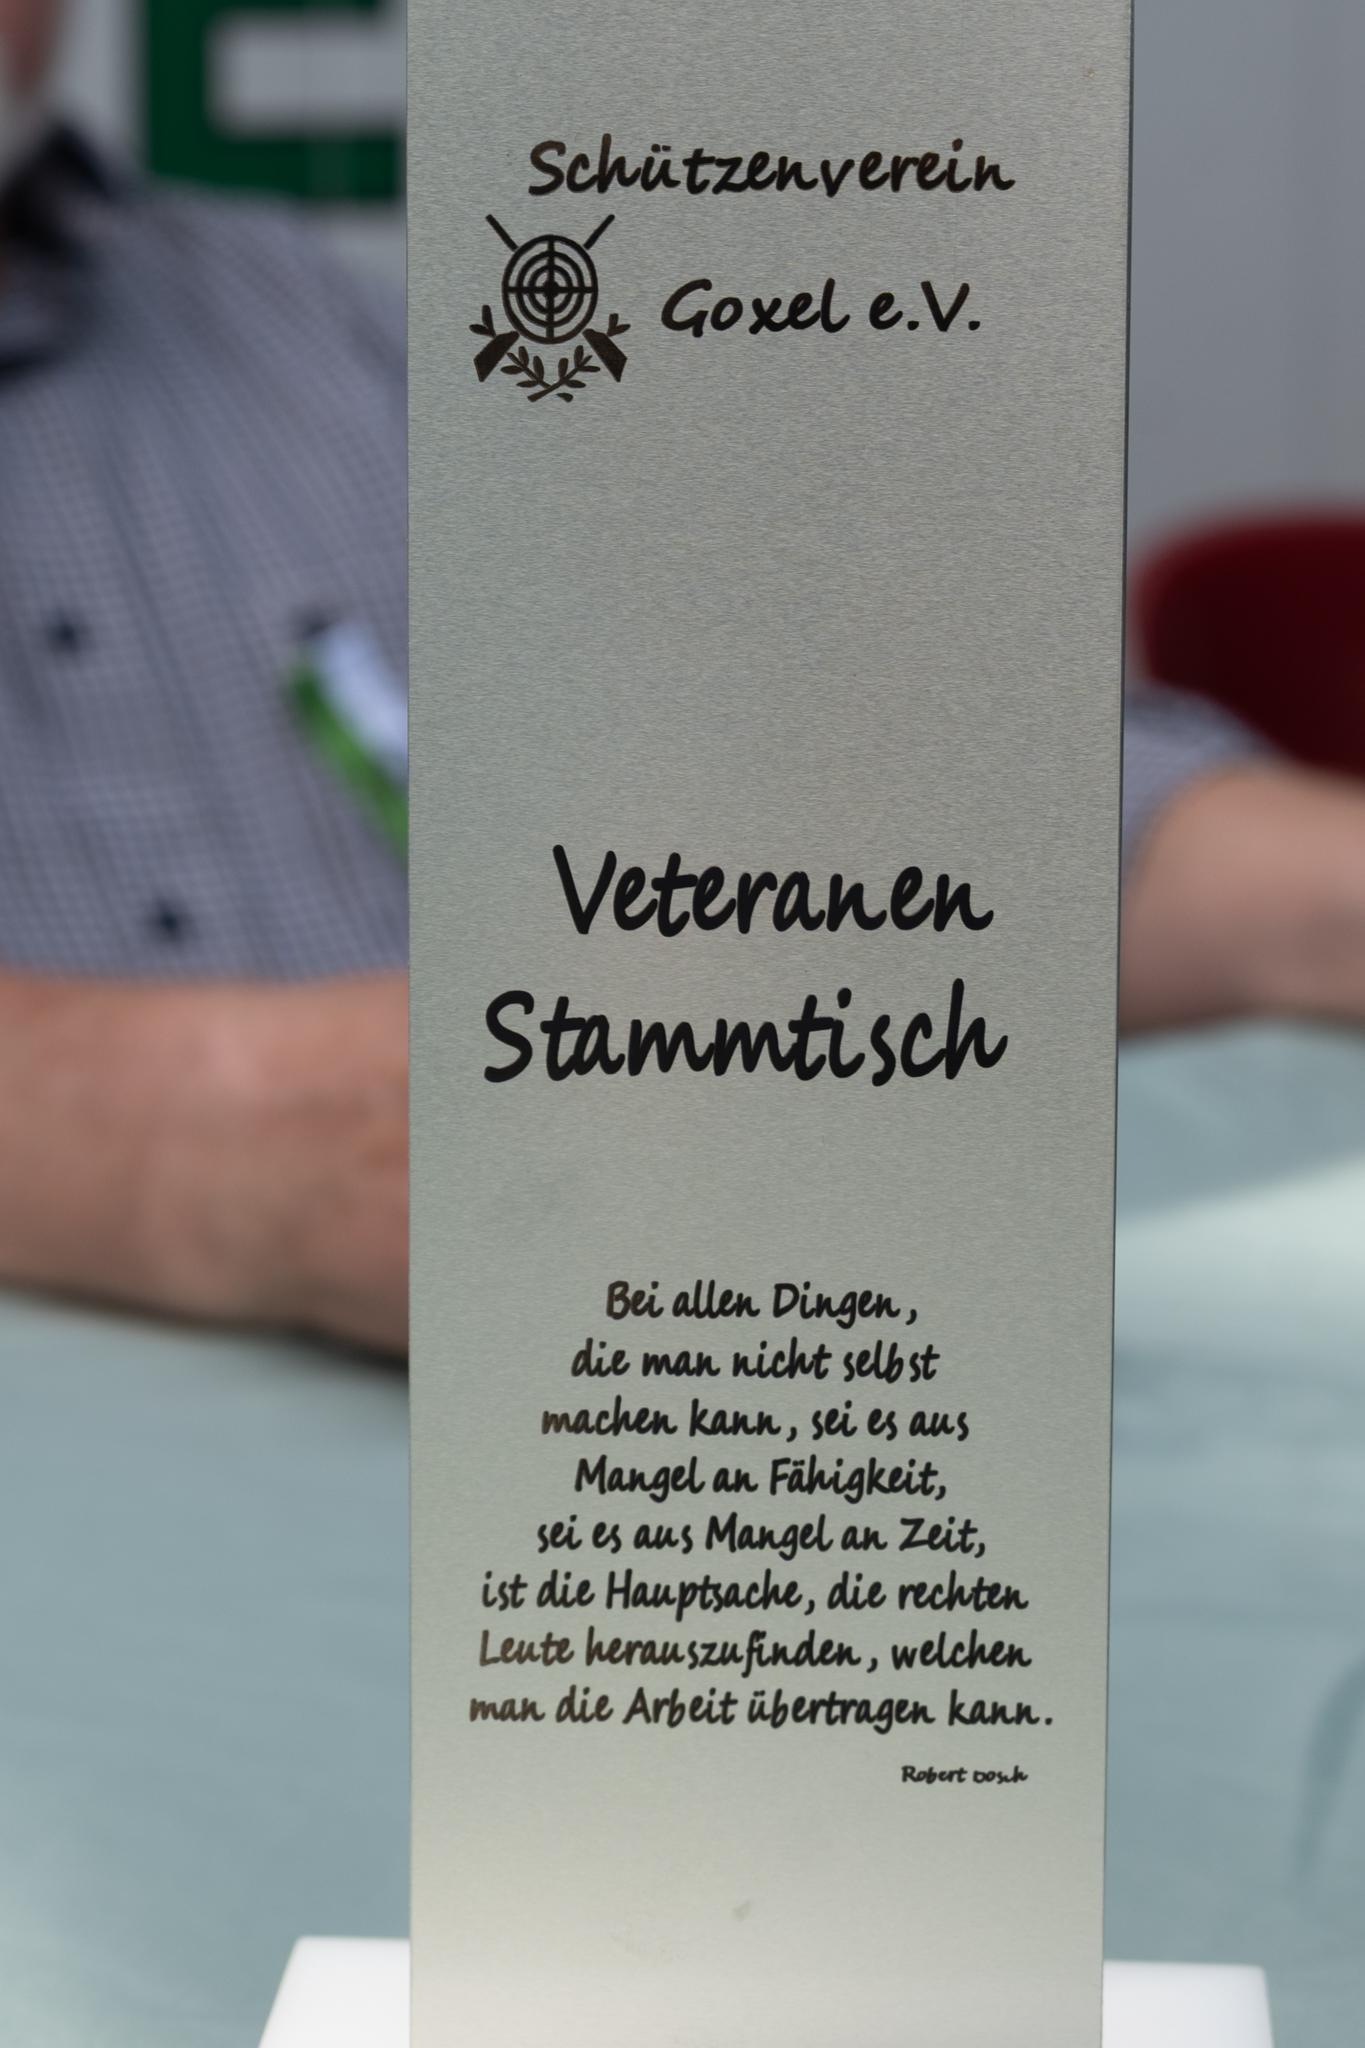 Schützenverein
Goxel e.V.
Veteranen
Stammtisch
Bei allen Dingen,
die man nicht selbst
machen kann, sei es aus
Mangel an Fähigkeit,
sei es aus Mangel an Zeit,
ist die Hauptsache, die rechten
Leute herauszufinden, welchen
man die Arbeit übertragen kann.
Robert Bosch